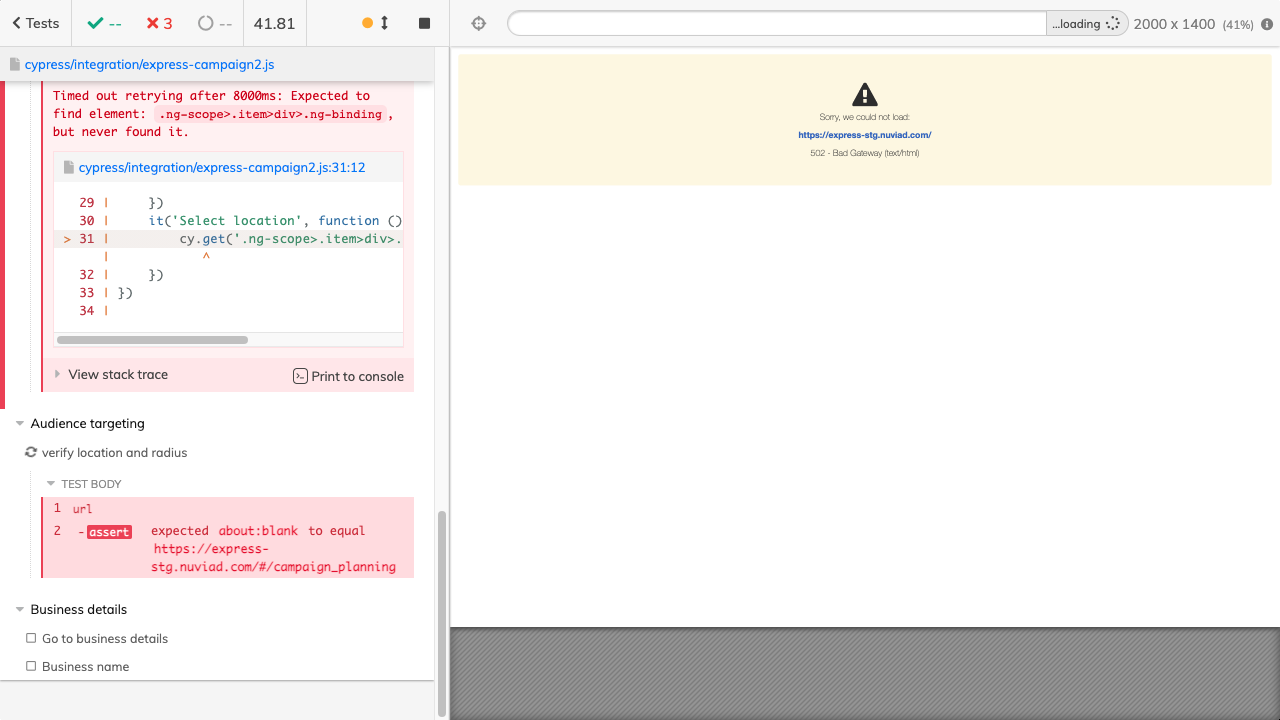 Tests
--
3
--
41.81
...loading
2000 x 1400 (41%)
cypress/integration/express-campaign2.js
Timed out retrying after 8000ms: Expected to
find element: .ng-scope>.item>div>.ng-binding,
but never found it.
cypress/integration/express-campaign2.js:31:12
29 | })
30 | it('Select location', function ()
> 31 | cy.get('.ng-scope>.item>div>.
| ^
32 | })
33 | })
34 |
View stack trace
Print to console
Audience targeting
verify location and radius
TEST BODY
1 url
2 -assert expected about:blank to equal
https://express-
stg.nuviad.com/#/campaign_planning
Business details
Go to business details
Business name
Sorry, we could not load:
https://express-stg.nuviad.com/
502 - Bad Gateway (text/html)